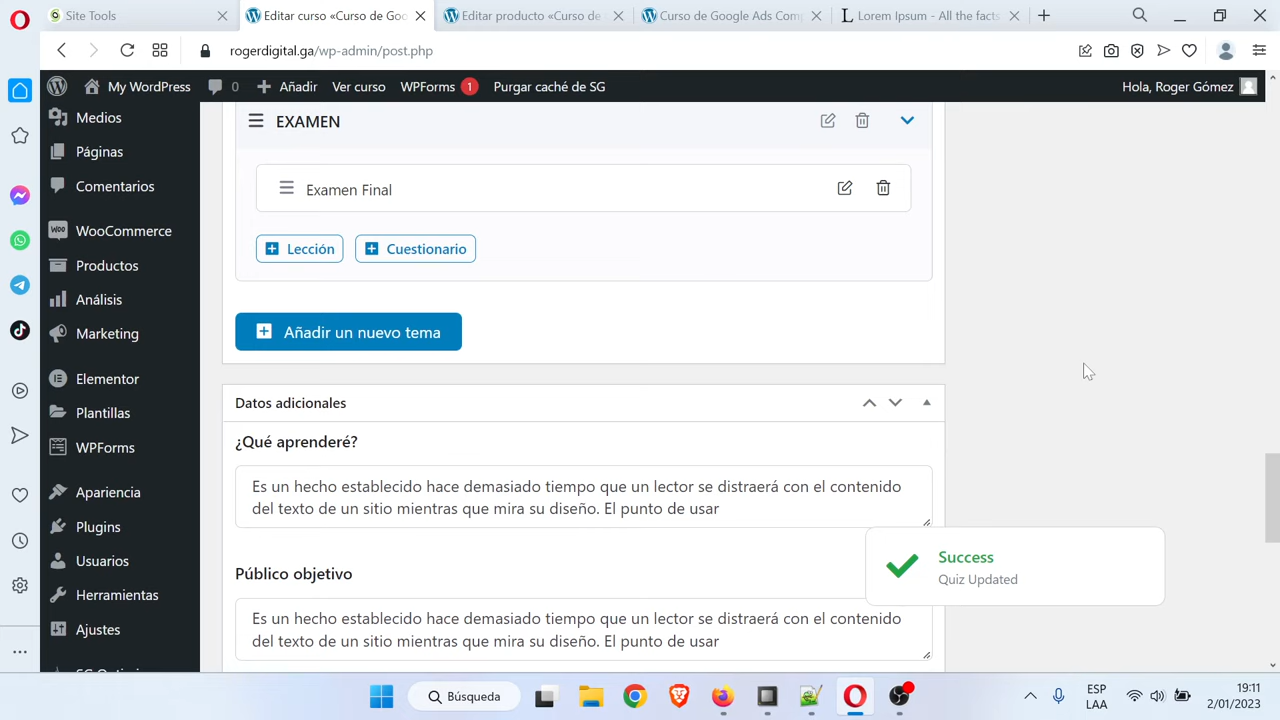 Site Tools
Editar curso «Curso de Goo
Editar producto «Curso de
Curso de Google Ads Comp
Lorem Ipsum - All the facts
rogerdigital.ga/wp-admin/post.php
My WordPress
0
Añadir
Ver curso
WPForms
1
Purgar caché de SG
Hola, Roger Gómez
Medios
Páginas
Comentarios
WooCommerce
Productos
Análisis
Marketing
Elementor
Plantillas
WPForms
Apariencia
Plugins
Usuarios
Herramientas
Ajustes
EXAMEN
Examen Final
Lección
Cuestionario
Añadir un nuevo tema
Datos adicionales
¿Qué aprenderé?
Es un hecho establecido hace demasiado tiempo que un lector se distraerá con el contenido
del texto de un sitio mientras que mira su diseño. El punto de usar
Público objetivo
Es un hecho establecido hace demasiado tiempo que un lector se distraerá con el contenido
del texto de un sitio mientras que mira su diseño. El punto de usar
Success
Quiz Updated
Búsqueda
ESP
LAA
19:11
2/01/2023